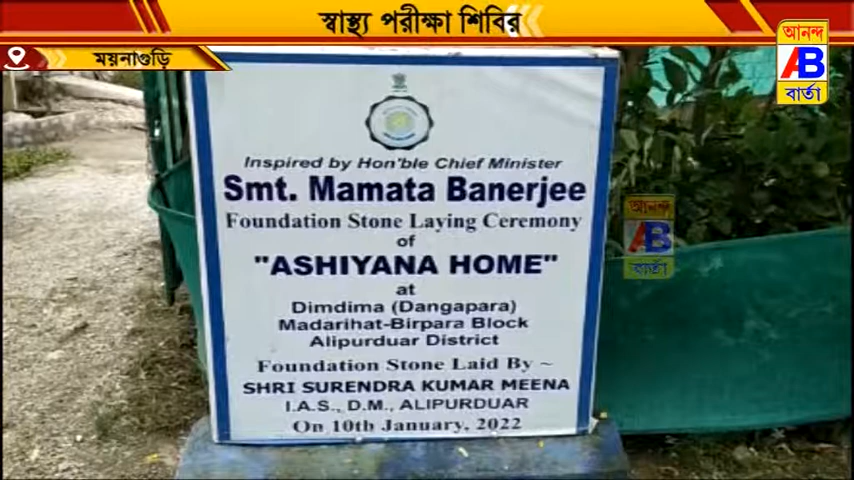 স্বাস্থ্য পরীক্ষা শিবির
ময়নাগুড়ি
আনন্দ
AB
বার্তা
Inspired by Hon'ble Chief Minister
Smt. Mamata Banerjee
Foundation Stone Laying Ceremony
of
"ASHIYANA HOME"
at
Dimdima (Dangapara)
Madarihat-Birpara Block
Alipurduar District
Foundation Stone Laid By ~
SHRI SURENDRA KUMAR MEENA
I.A.S., D.M., ALIPURDUAR
On 10th January, 2022
আনন্দ
AB
বার্তা